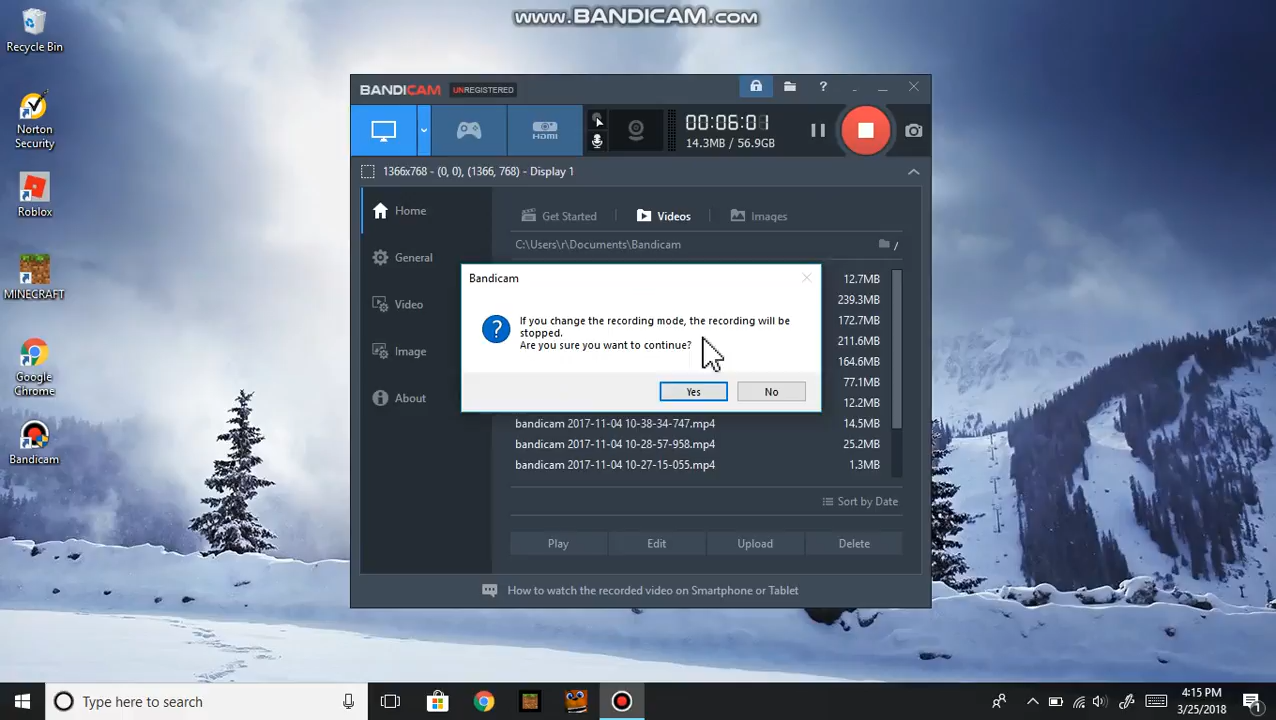 www.BANDICAM.com
Recycle Bin
Norton
Security
Roblox
MINECRAFT
Google
Chrome
Bandicam
BANDICAM UNREGISTERED
?
HDMI
00:06:01
14.3MB / 56.9GB
1366x768 - (0, 0), (1366, 768) - Display 1
Home
General
Video
Image
About
Get Started
Videos
Images
C:\Users\r\Documents\Bandicam
/
Bandicam
If you change the recording mode, the recording will be
stopped.
Are you sure you want to continue?
Yes
No
12.7MB
239.3MB
172.7MB
211.6MB
164.6MB
77.1MB
12.2MB
bandicam 2017-11-04 10-38-34-747.mp4 14.5MB
bandicam 2017-11-04 10-28-57-958.mp4 25.2MB
bandicam 2017-11-04 10-27-15-055.mp4 1.3MB
Sort by Date
Play
Edit
Upload
Delete
How to watch the recorded video on Smartphone or Tablet
Type here to search
4:15 PM
3/25/2018
1